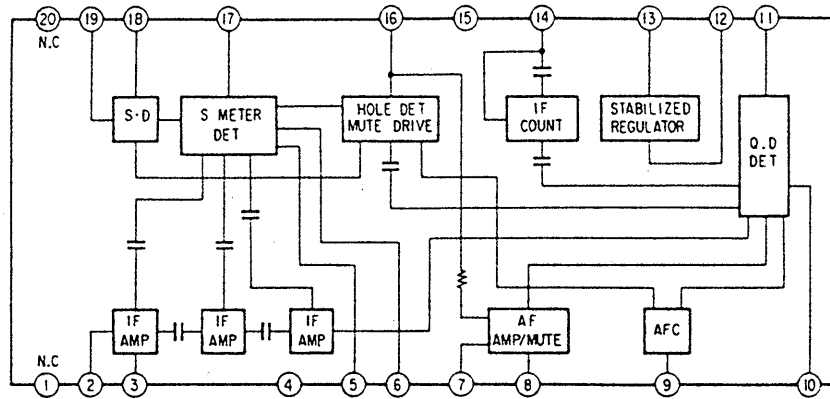 20 19 18 17 16 15 14 13 12 11
N.C
S·D
S METER
DET
HOLE DET
MUTE DRIVE
IF
COUNT
STABILIZED
REGULATOR
Q.D
DET
IF
AMP
IF
AMP
IF
AMP
AF
AMP/MUTE
AFC
N.C
1 2 3 4 5 6 7 8 9 10